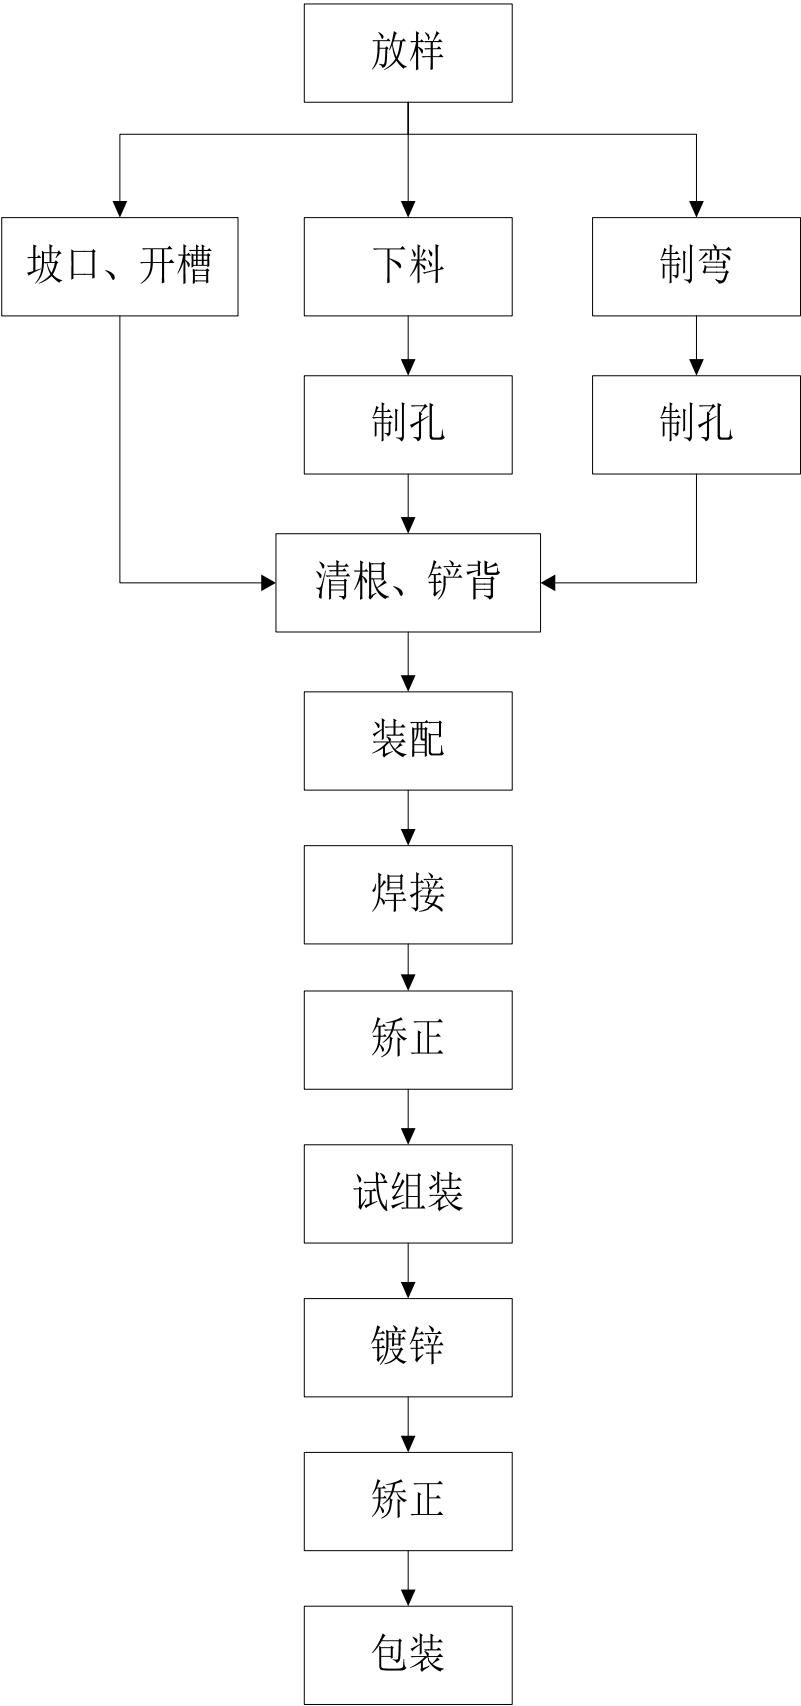 放样
坡口、开槽
下料
制弯
制孔
制孔
清根、铲背
装配
焊接
矫正
试组装
镀锌
矫正
包装